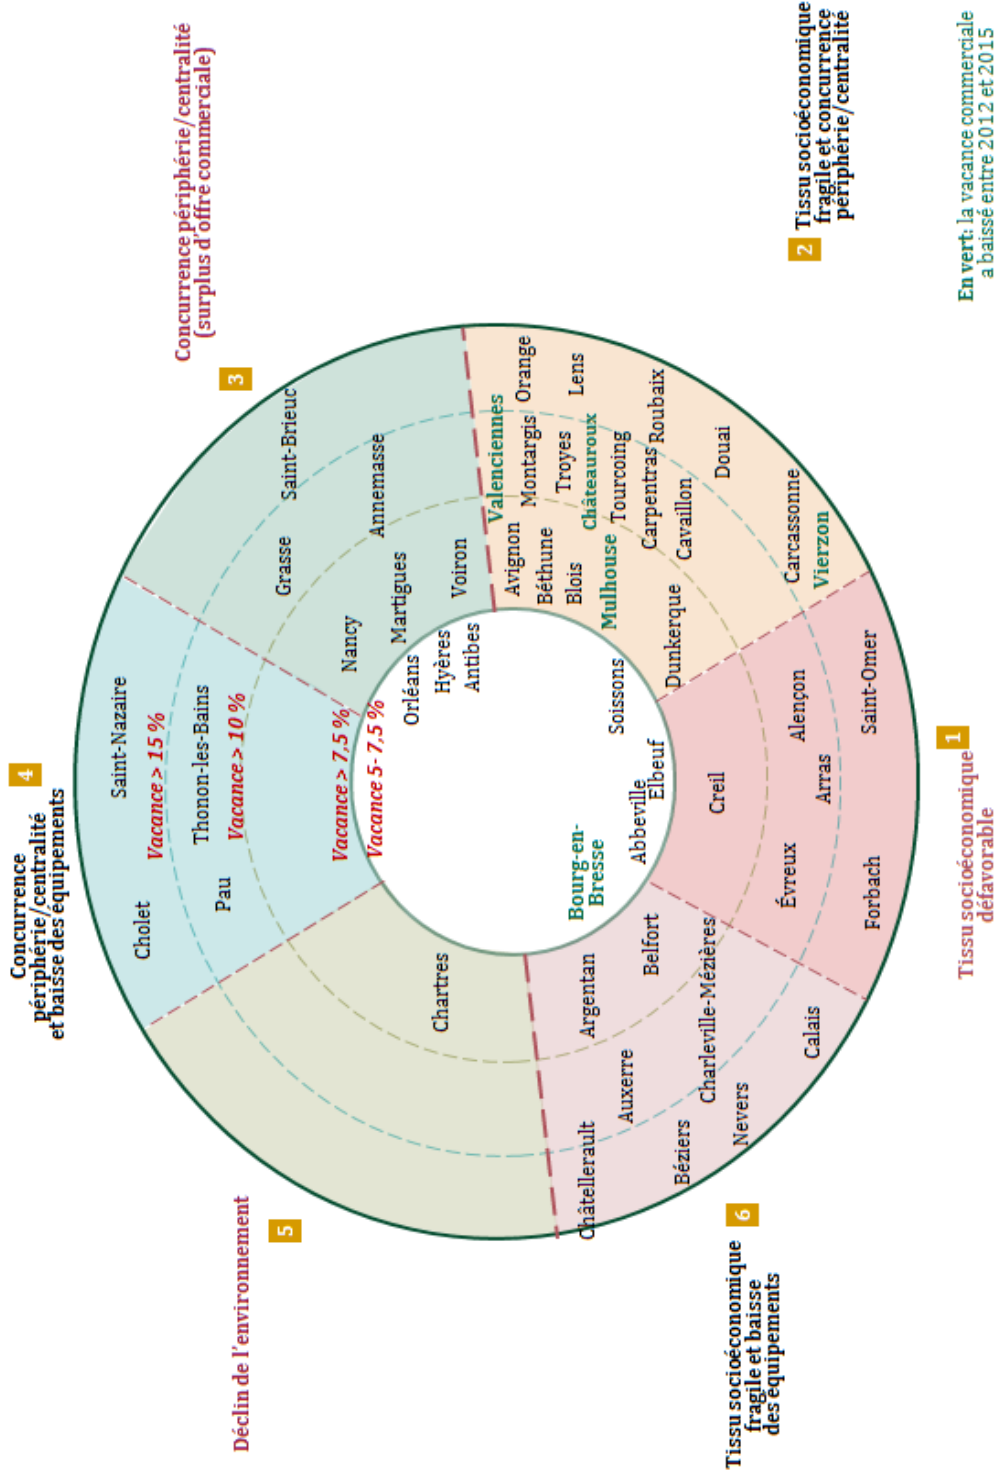 4
Concurrence
périphérie/centralité
et baisse des équipements
Concurrence périphérie/centralité
(surplus d'offre commerciale)
3
Déclin de l'environnement
5
Saint-Nazaire
Cholet
Vacance > 15 %
Thonon-les-Bains
Pau
Vacance > 10 %
Vacance > 7,5 %
Vacance 5- 7,5 %
Saint-Brieuc
Grasse
Annemasse
Nancy
Martigues
Voiron
Orléans
Hyères
Antibes
Chartres
Valenciennes
Orange
Avignon
Montargis
Béthune
Troyes
Lens
Blois
Châteauroux
Mulhouse
Tourcoing
Carpentras
Roubaix
Cavaillon
Dunkerque
Douai
Carcassonne
Vierzon
Soissons
Bourg-en-
Bresse
Abbeville
Elbeuf
Creil
Alençon
Évreux
Arras
Saint-Omer
Forbach
Châtellerault
Argentan
Auxerre
Belfort
Béziers
Charleville-Mézières
Nevers
Calais
2
Tissu socioéconomique
fragile et concurrence
périphérie/centralité
6
Tissu socioéconomique
fragile et baisse
des équipements
1
Tissu socioéconomique
défavorable
En vert: la vacance commerciale
a baissé entre 2012 et 2015